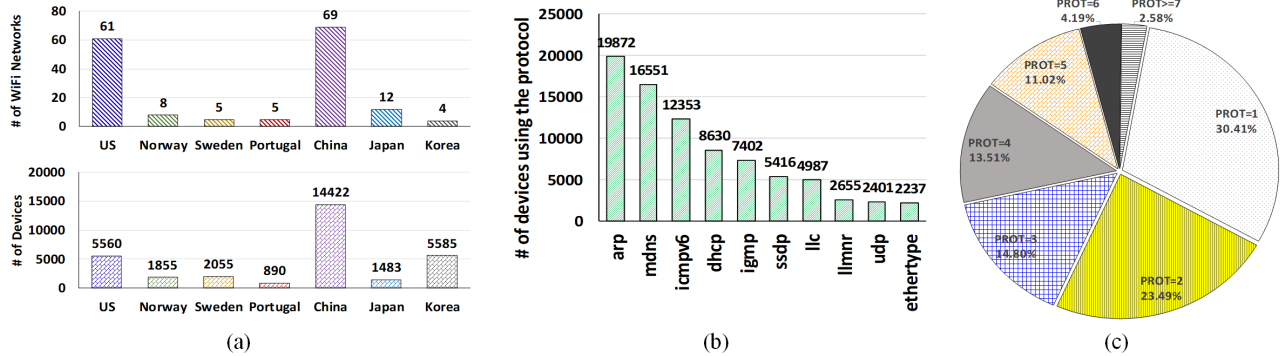 # of WiFi Networks
80
60
40
20
0
61
8
5
5
69
12
4
US Norway Sweden Portugal China Japan Korea
# of Devices
20000
15000
10000
5000
0
5560
1855
2055
890
14422
1483
5585
US Norway Sweden Portugal China Japan Korea
(a)
# of devices using the protocol
25000
20000
15000
10000
5000
0
19872
16551
12353
8630
7402
5416
4987
2655
2401
2237
arp
mdns
icmpv6
dhcp
igmp
ssdp
llc
llmnr
udp
ethertype
(b)
PROT=6
4.19%
PROT>=7
2.58%
PROT=5
11.02%
PROT=1
30.41%
PROT=4
13.51%
PROT=3
14.80%
PROT=2
23.49%
(c)